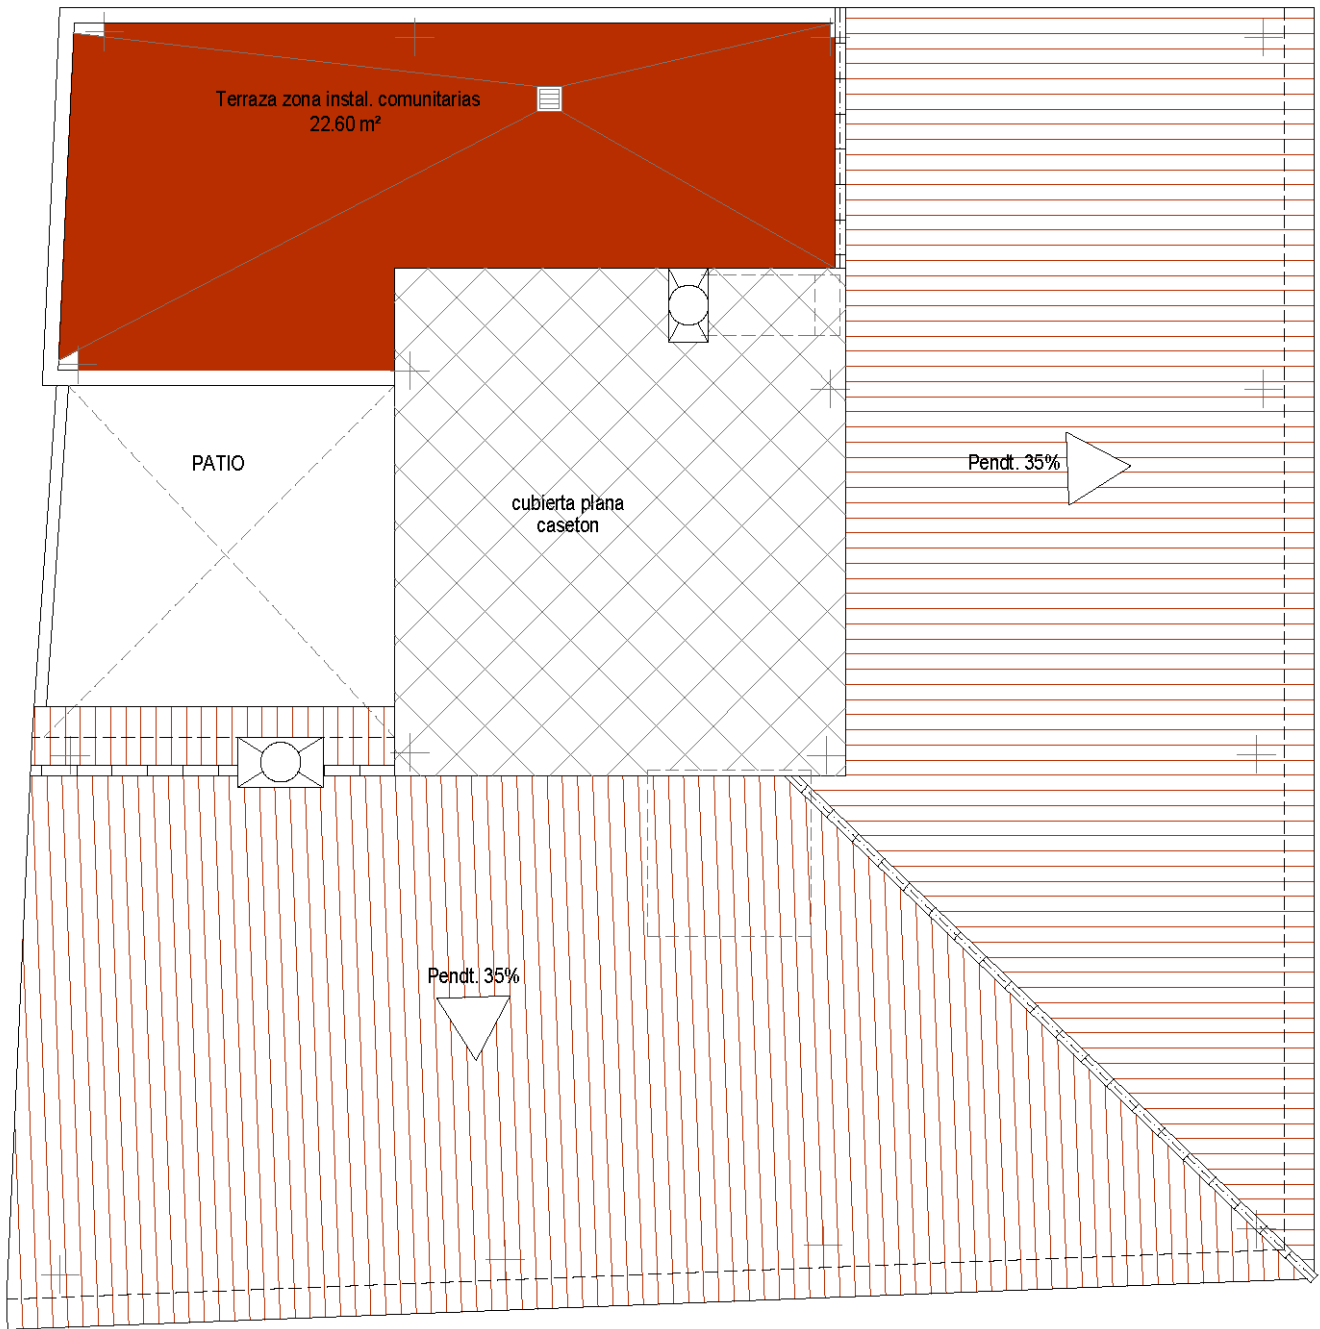 Terraza zona instal. comunitarias
22.60 m²
PATIO
Pendt. 35%
cubierta plana
caseton
Pendt. 35%